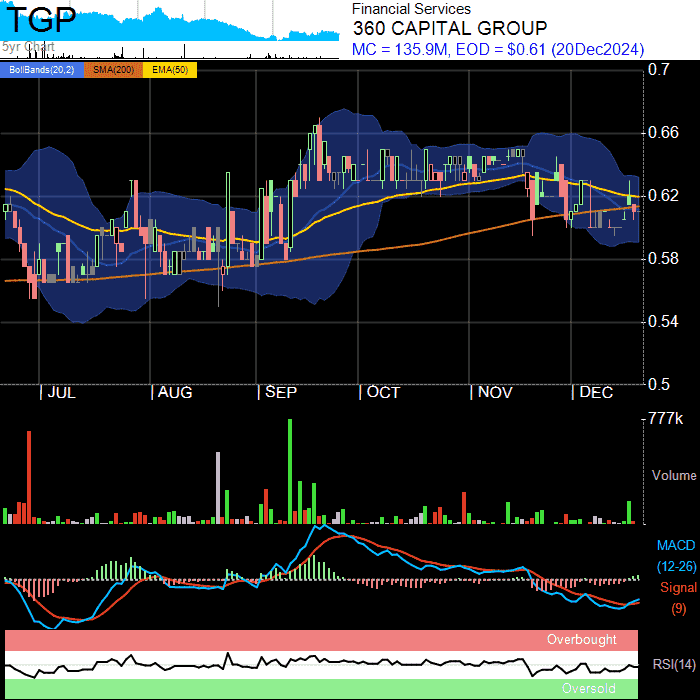 TGP
5yr Chart
Financial Services
360 CAPITAL GROUP
MC = 135.9M, EOD = $0.61 (20Dec2024)
BollBands(20,2) SMA(200) EMA(50)
0.7
0.66
0.62
0.58
0.54
0.5
JUL AUG SEP OCT NOV DEC
777k
Volume
MACD
(12-26)
Signal
(9)
Overbought
RSI(14)
Oversold